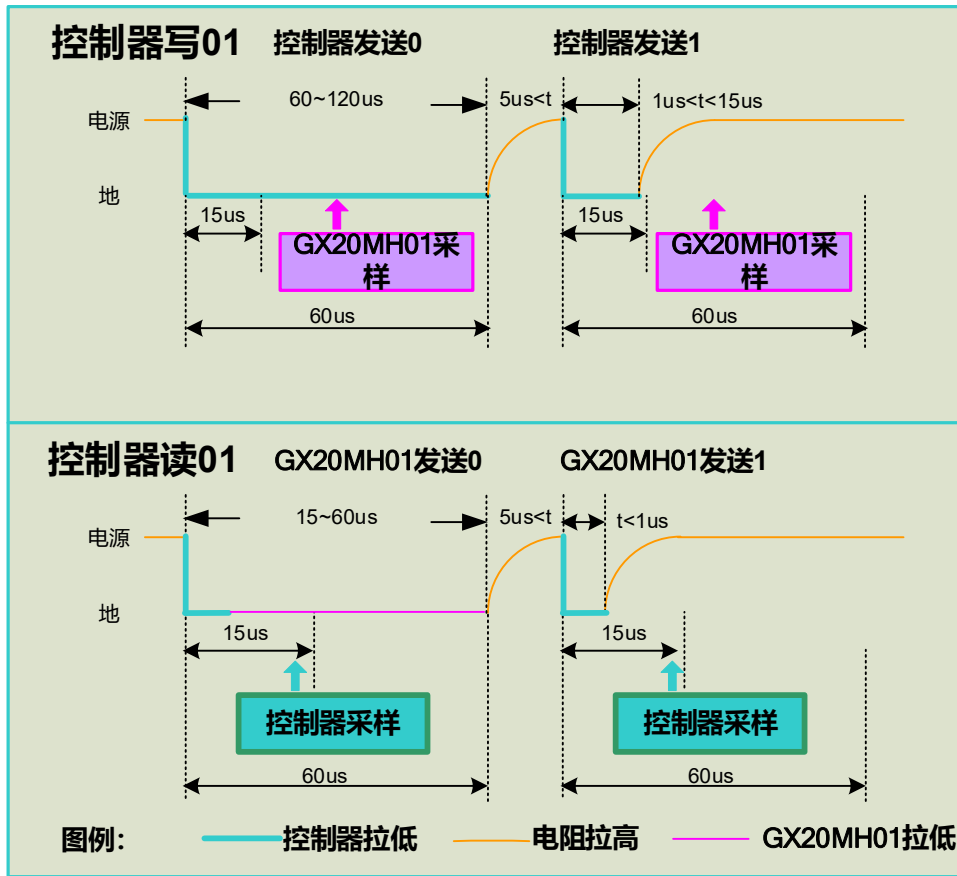 控制器写01 控制器发送0 控制器发送1
60~120us 5us<t 1us<t<15us
电源
地
15us 15us
GX20MH01采
样
GX20MH01采
样
60us 60us
控制器读01 GX20MH01发送0 GX20MH01发送1
15~60us 5us<t t<1us
电源
地
15us 15us
控制器采样 控制器采样
60us 60us
图例： 控制器拉低 电阻拉高 GX20MH01拉低